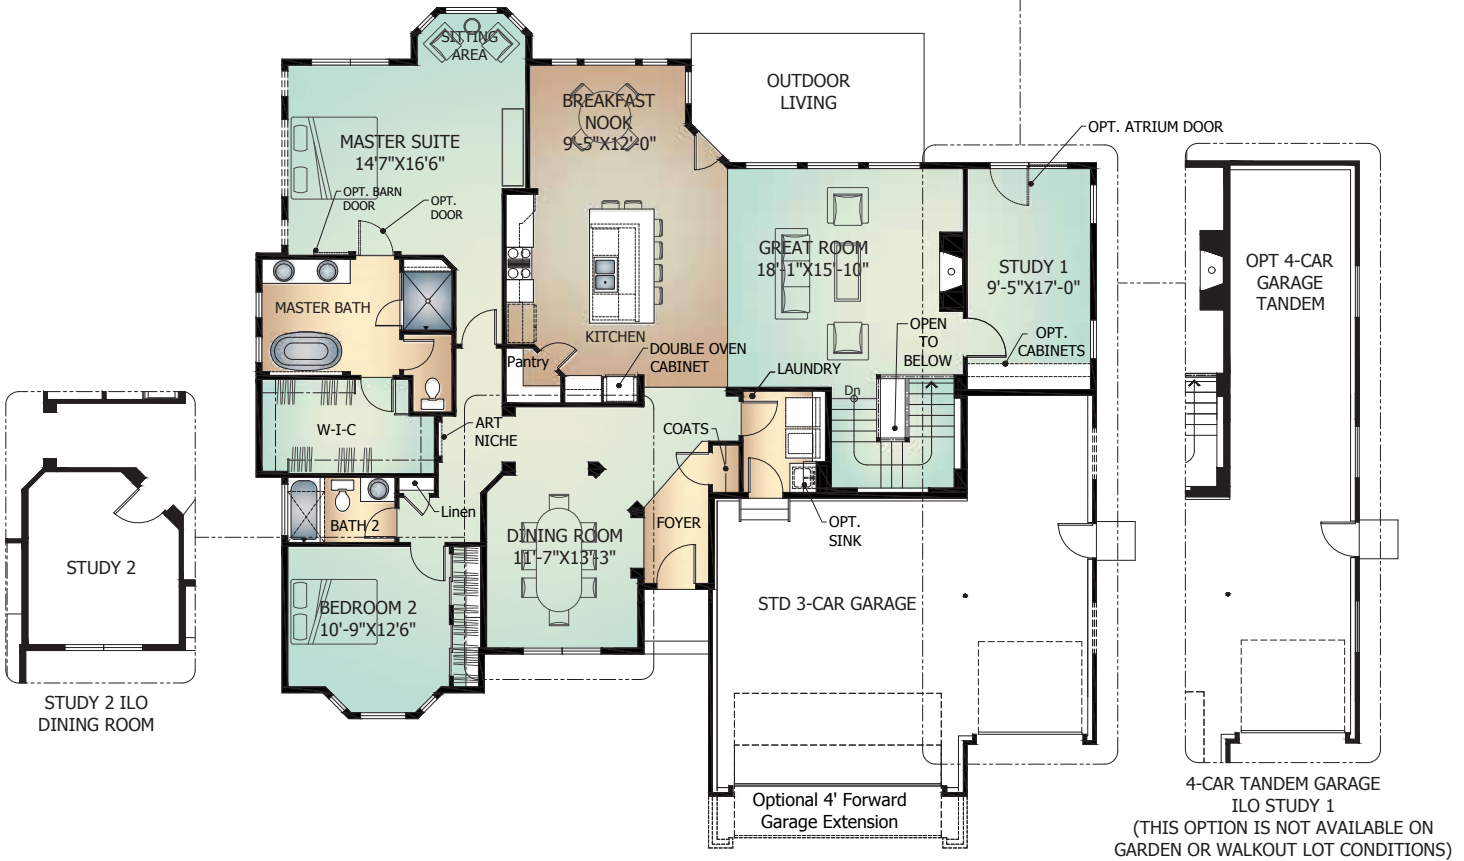 SITTING
AREA
OUTDOOR
LIVING
BREAKFAST
NOOK
9'-5"X12'-0"
OPT. ATRIUM DOOR
MASTER SUITE
14'7"X16'6"
OPT. BARN
DOOR
OPT.
DOOR
GREAT ROOM
18'-1"X15'-10"
STUDY 1
9'-5"X17'-0"
OPT 4-CAR
GARAGE
TANDEM
MASTER BATH
KITCHEN
OPEN
TO
BELOW
OPT.
CABINETS
Pantry
DOUBLE OVEN
CABINET
LAUNDRY
Dn
W-I-C
ART
NICHE
COATS
Linen
BATH 2
FOYER
OPT.
SINK
DINING ROOM
11'-7"X13'-3"
STUDY 2
BEDROOM 2
10'-9"X12'6"
STD 3-CAR GARAGE
STUDY 2 ILO
DINING ROOM
Optional 4' Forward
Garage Extension
4-CAR TANDEM GARAGE
ILO STUDY 1
(THIS OPTION IS NOT AVAILABLE ON
GARDEN OR WALKOUT LOT CONDITIONS)